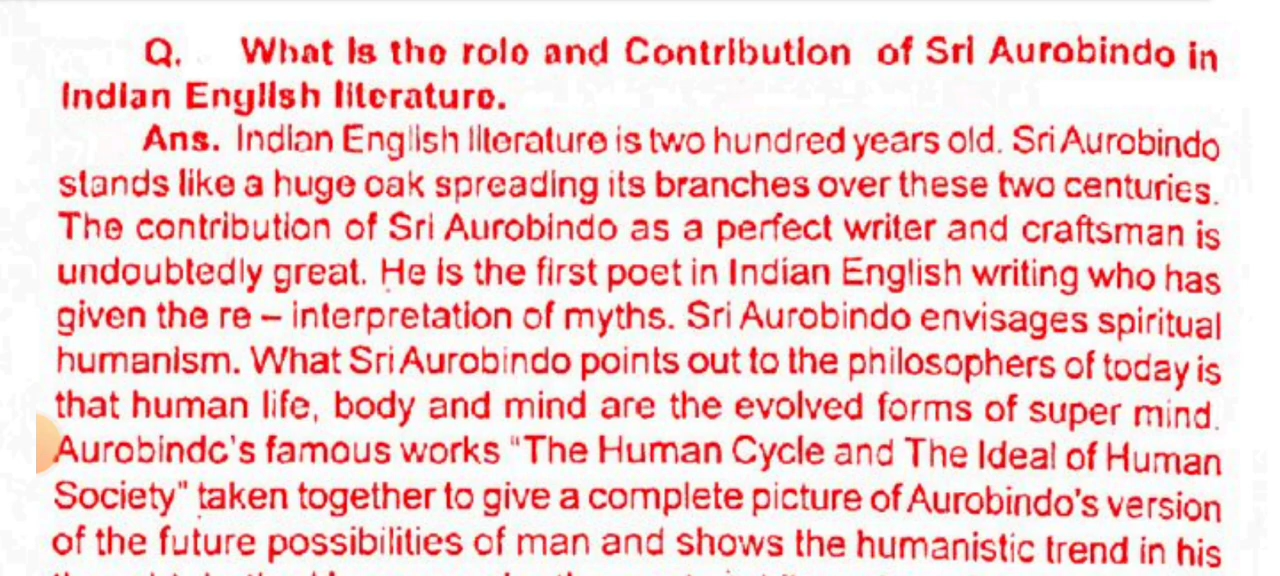 Q. What Is the role and Contribution of Sri Aurobindo in
Indian English literature.
Ans. Indian English literature is two hundred years old. Sri Aurobindo
stands like a huge oak spreading its branches over these two centuries.
The contribution of Sri Aurobindo as a perfect writer and craftsman is
undoubtedly great. He is the first poet in Indian English writing who has
given the re – interpretation of myths. Sri Aurobindo envisages spiritual
humanism. What Sri Aurobindo points out to the philosophers of today is
that human life, body and mind are the evolved forms of super mind.
Aurobindo's famous works "The Human Cycle and The Ideal of Human
Society" taken together to give a complete picture of Aurobindo's version
of the future possibilities of man and shows the humanistic trend in his